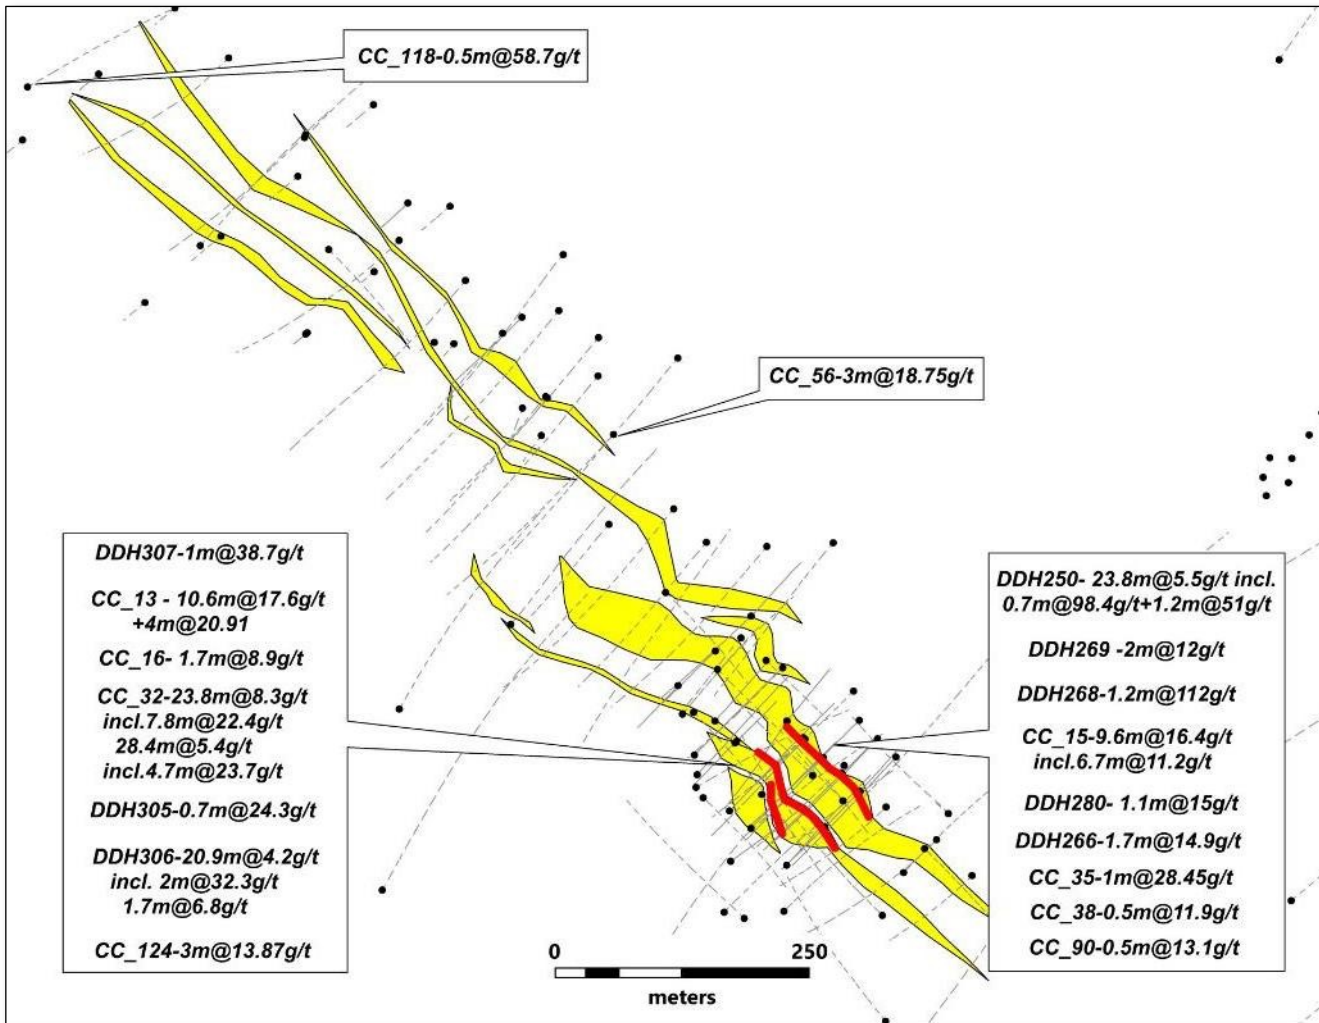 CC_118-0.5m@58.7g/t
CC_56-3m@18.75g/t
DDH307-1m@38.7g/t
CC_13 - 10.6m@17.6g/t
+4m@20.91
CC_16- 1.7m@8.9g/t
CC_32-23.8m@8.3g/t
incl.7.8m@22.4g/t
28.4m@5.4g/t
incl.4.7m@23.7g/t
DDH305-0.7m@24.3g/t
DDH306-20.9m@4.2g/t
incl. 2m@32.3g/t
1.7m@6.8g/t
CC_124-3m@13.87g/t
DDH250- 23.8m@5.5g/t incl.
0.7m@98.4g/t+1.2m@51g/t
DDH269 -2m@12g/t
DDH268-1.2m@112g/t
CC_15-9.6m@16.4g/t
incl.6.7m@11.2g/t
DDH280- 1.1m@15g/t
DDH266-1.7m@14.9g/t
CC_35-1m@28.45g/t
CC_38-0.5m@11.9g/t
CC_90-0.5m@13.1g/t
0 250
meters